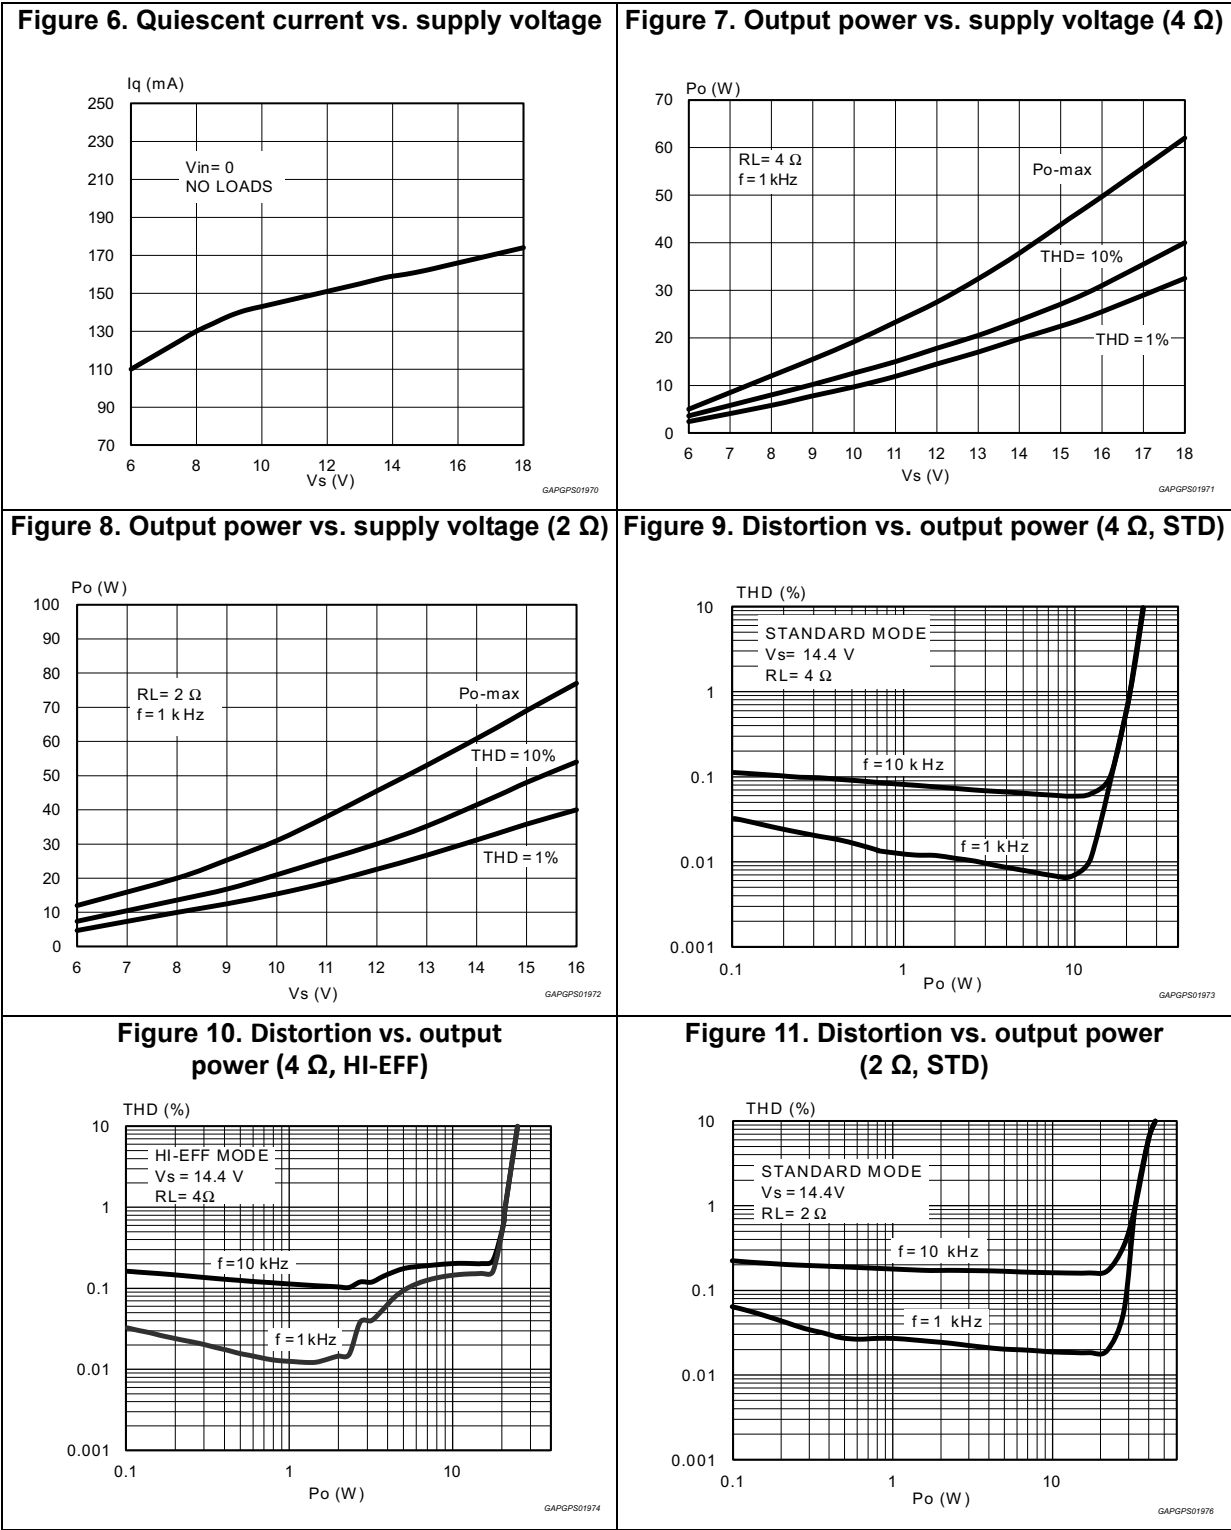 Figure 6. Quiescent current vs. supply voltage
Iq (mA)
250
230
210
190
170
150
130
110
90
70
Vin= 0
NO LOADS
6 8 10 12 14 16 18
Vs (V)
GAPGPS01970
Figure 7. Output power vs. supply voltage (4 Ω)
Po (W)
70
60
50
40
30
20
10
0
RL= 4 Ω
f = 1 kHz
Po-max
THD= 10%
THD = 1%
6 7 8 9 10 11 12 13 14 15 16 17 18
Vs (V)
GAPGPS01971
Figure 8. Output power vs. supply voltage (2 Ω)
Po (W)
100
90
80
70
60
50
40
30
20
10
0
RL= 2 Ω
f = 1 kHz
Po-max
THD = 10%
THD = 1%
6 7 8 9 10 11 12 13 14 15 16
Vs (V)
GAPGPS01972
Figure 9. Distortion vs. output power (4 Ω, STD)
THD (%)
10
1
0.1
0.01
0.001
STANDARD MODE
Vs= 14.4 V
RL= 4 Ω
f = 10 kHz
f = 1 kHz
0.1 1 10
Po (W)
GAPGPS01973
Figure 10. Distortion vs. output
power (4 Ω, HI-EFF)
THD (%)
10
1
0.1
0.01
0.001
HI-EFF MODE
Vs = 14.4 V
RL= 4Ω
f = 10 kHz
f = 1 kHz
0.1 1 10
Po (W)
GAPGPS01974
Figure 11. Distortion vs. output power
(2 Ω, STD)
THD (%)
10
1
0.1
0.01
0.001
STANDARD MODE
Vs = 14.4V
RL= 2 Ω
f = 10 kHz
f = 1 kHz
0.1 1 10
Po (W)
GAPGPS01976